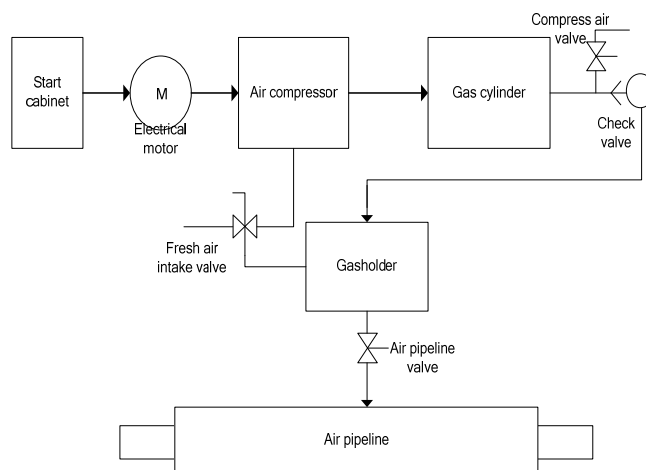 Compress air
valve
Start
cabinet
M
Electrical
motor
Air compressor
Gas cylinder
Check
valve
Fresh air
intake valve
Gasholder
Air pipeline
valve
Air pipeline